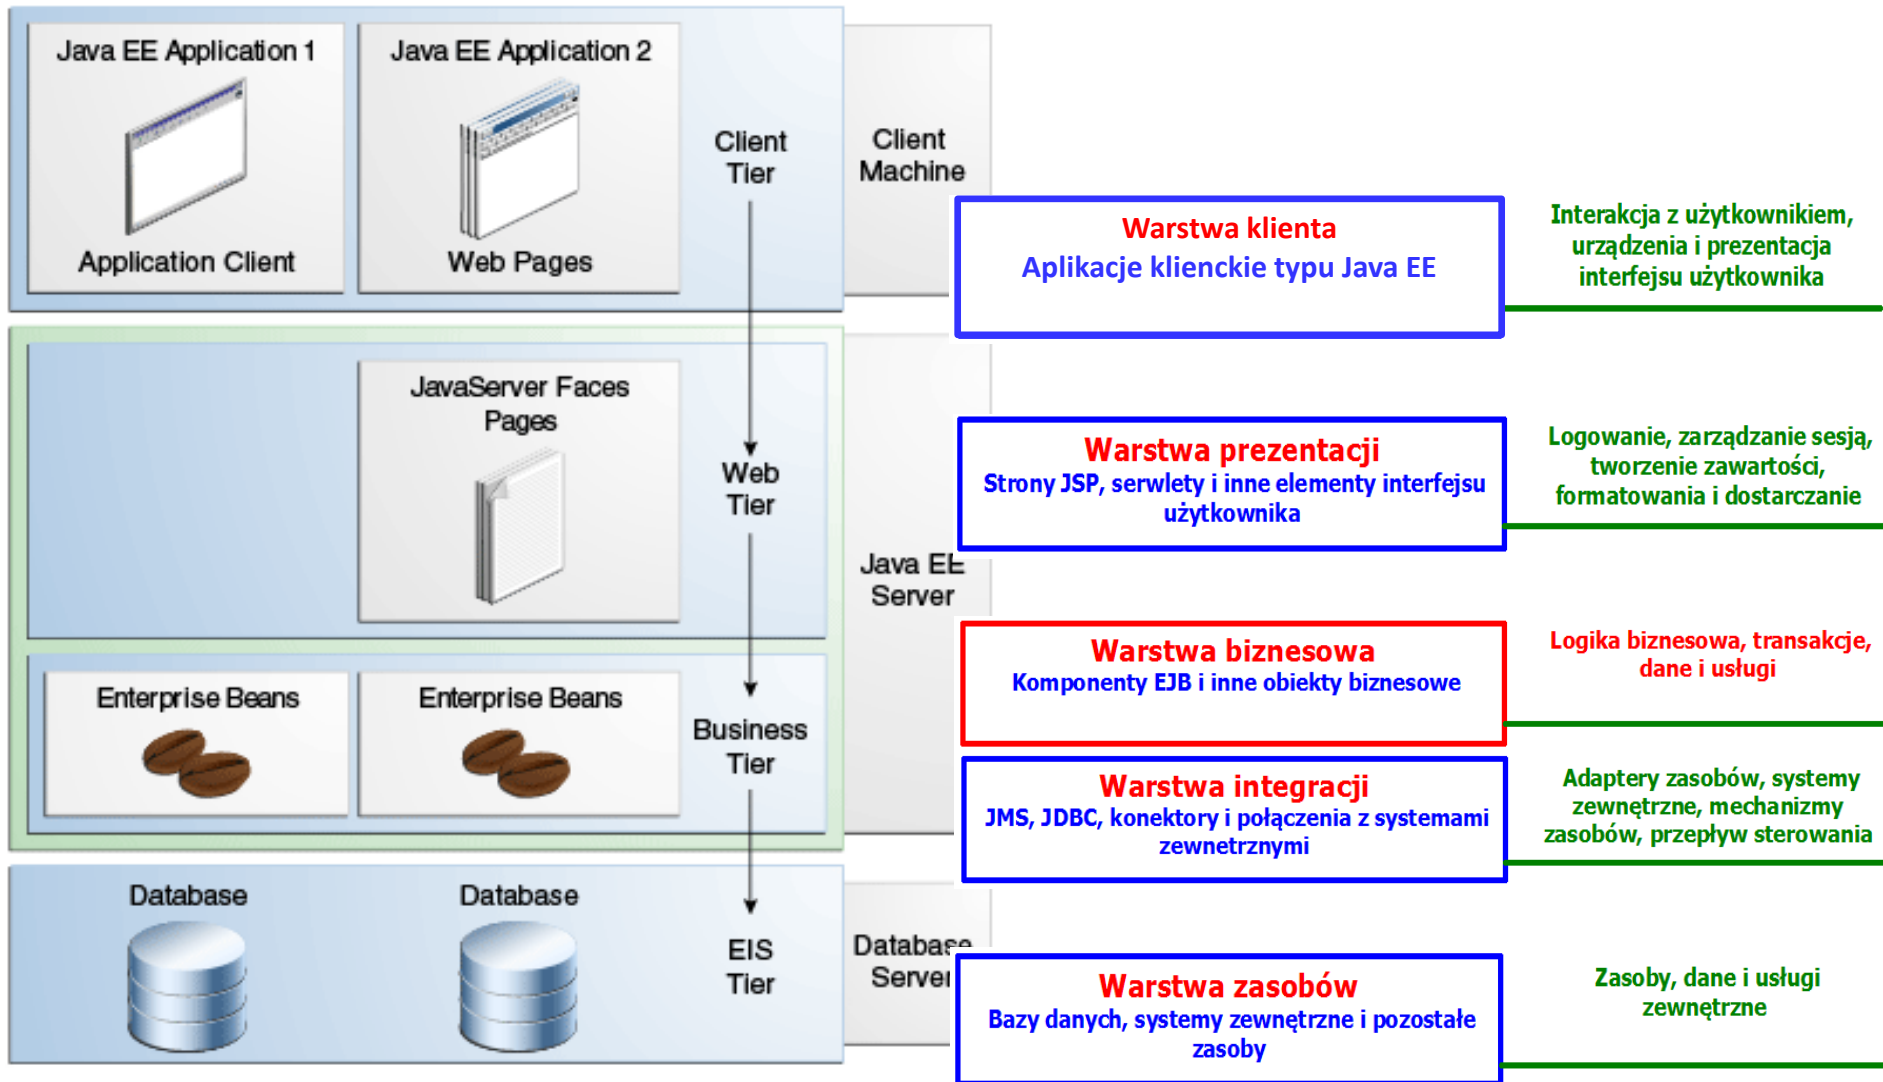 Java EE Application 1
Java EE Application 2
Application Client
Web Pages
Client
Tier
Client
Machine
JavaServer Faces
Pages
Web
Tier
Java EE
Server
Enterprise Beans
Enterprise Beans
Business
Tier
Database
Database
EIS
Tier
Database
Server
Warstwa klienta
Aplikacje klienckie typu Java EE
Interakcja z użytkownikiem,
urządzenia i prezentacja
interfejsu użytkownika
Warstwa prezentacji
Strony JSP, serwlety i inne elementy interfejsu
użytkownika
Logowanie, zarządzanie sesją,
tworzenie zawartości,
formatowania i dostarczanie
Warstwa biznesowa
Komponenty EJB i inne obiekty biznesowe
Logika biznesowa, transakcje,
dane i usługi
Warstwa integracji
JMS, JDBC, konektory i połączenia z systemami
zewnetrznymi
Adaptery zasobów, systemy
zewnętrzne, mechanizmy
zasobów, przepływ sterowania
Warstwa zasobów
Bazy danych, systemy zewnętrzne i pozostałe
zasoby
Zasoby, dane i usługi
zewnętrzne